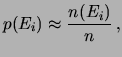 p(E_i) ≈ n(E_i) / n ,